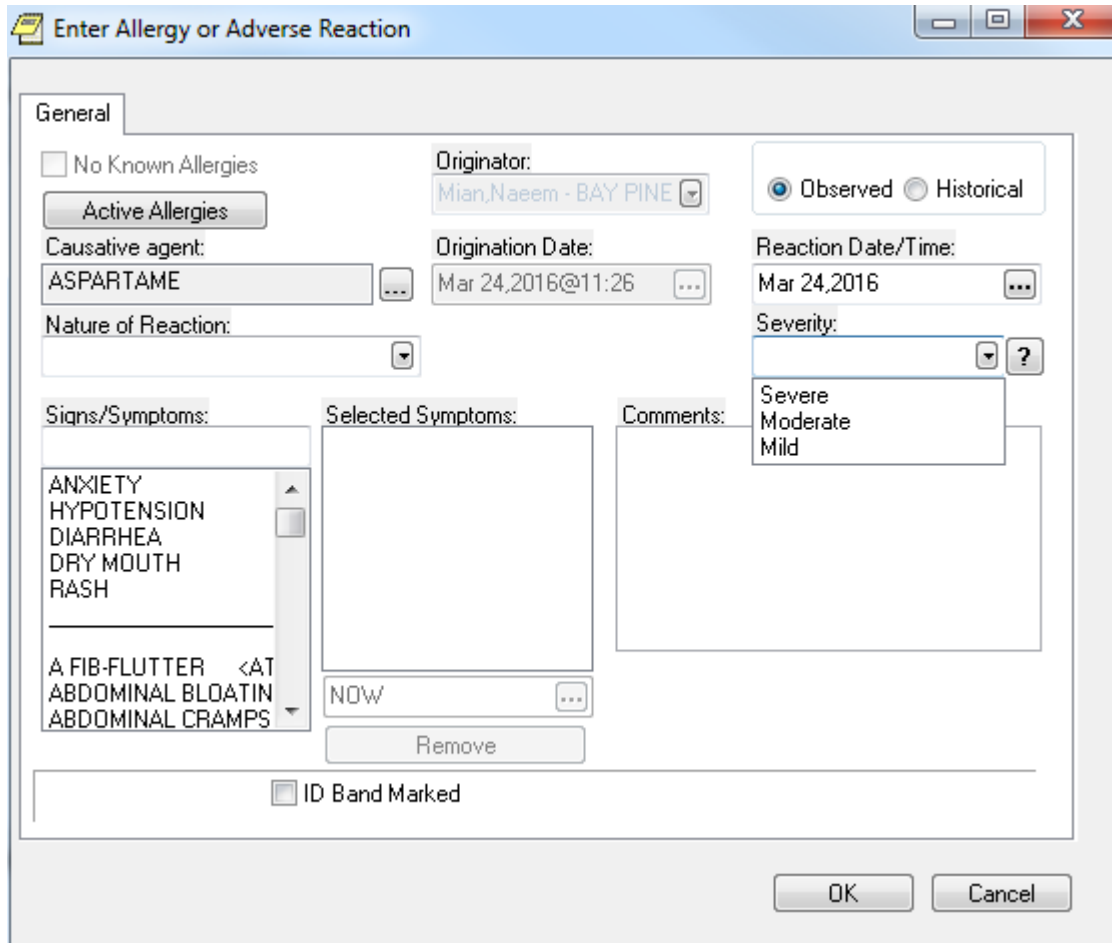 Enter Allergy or Adverse Reaction
General
No Known Allergies
Originator:
Mian,Naeem - BAY PINE
Observed
Historical
Active Allergies
Causative agent:
Origination Date:
Reaction Date/Time:
ASPARTAME
...
Mar 24,2016@11:26
...
Mar 24,2016
...
Nature of Reaction:
Severity:
?
Severe
Moderate
Mild
Signs/Symptoms:
Selected Symptoms:
Comments:
ANXIETY
HYPOTENSION
DIARRHEA
DRY MOUTH
RASH
A FIB-FLUTTER <AT
ABDOMINAL BLOATIN
ABDOMINAL CRAMPS
NOW
...
Remove
ID Band Marked
OK
Cancel